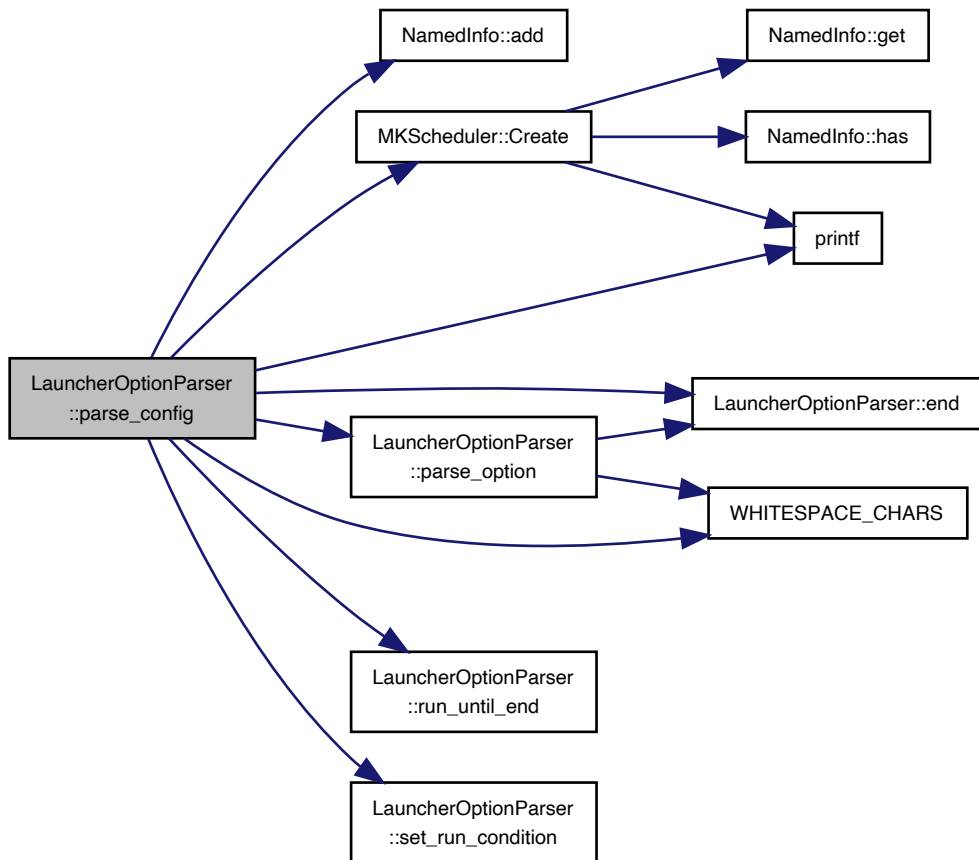 NamedInfo::add
NamedInfo::get
MKScheduler::Create
NamedInfo::has
printf
LauncherOptionParser
::parse_config
LauncherOptionParser::end
LauncherOptionParser
::parse_option
WHITESPACE_CHARS
LauncherOptionParser
::run_until_end
LauncherOptionParser
::set_run_condition